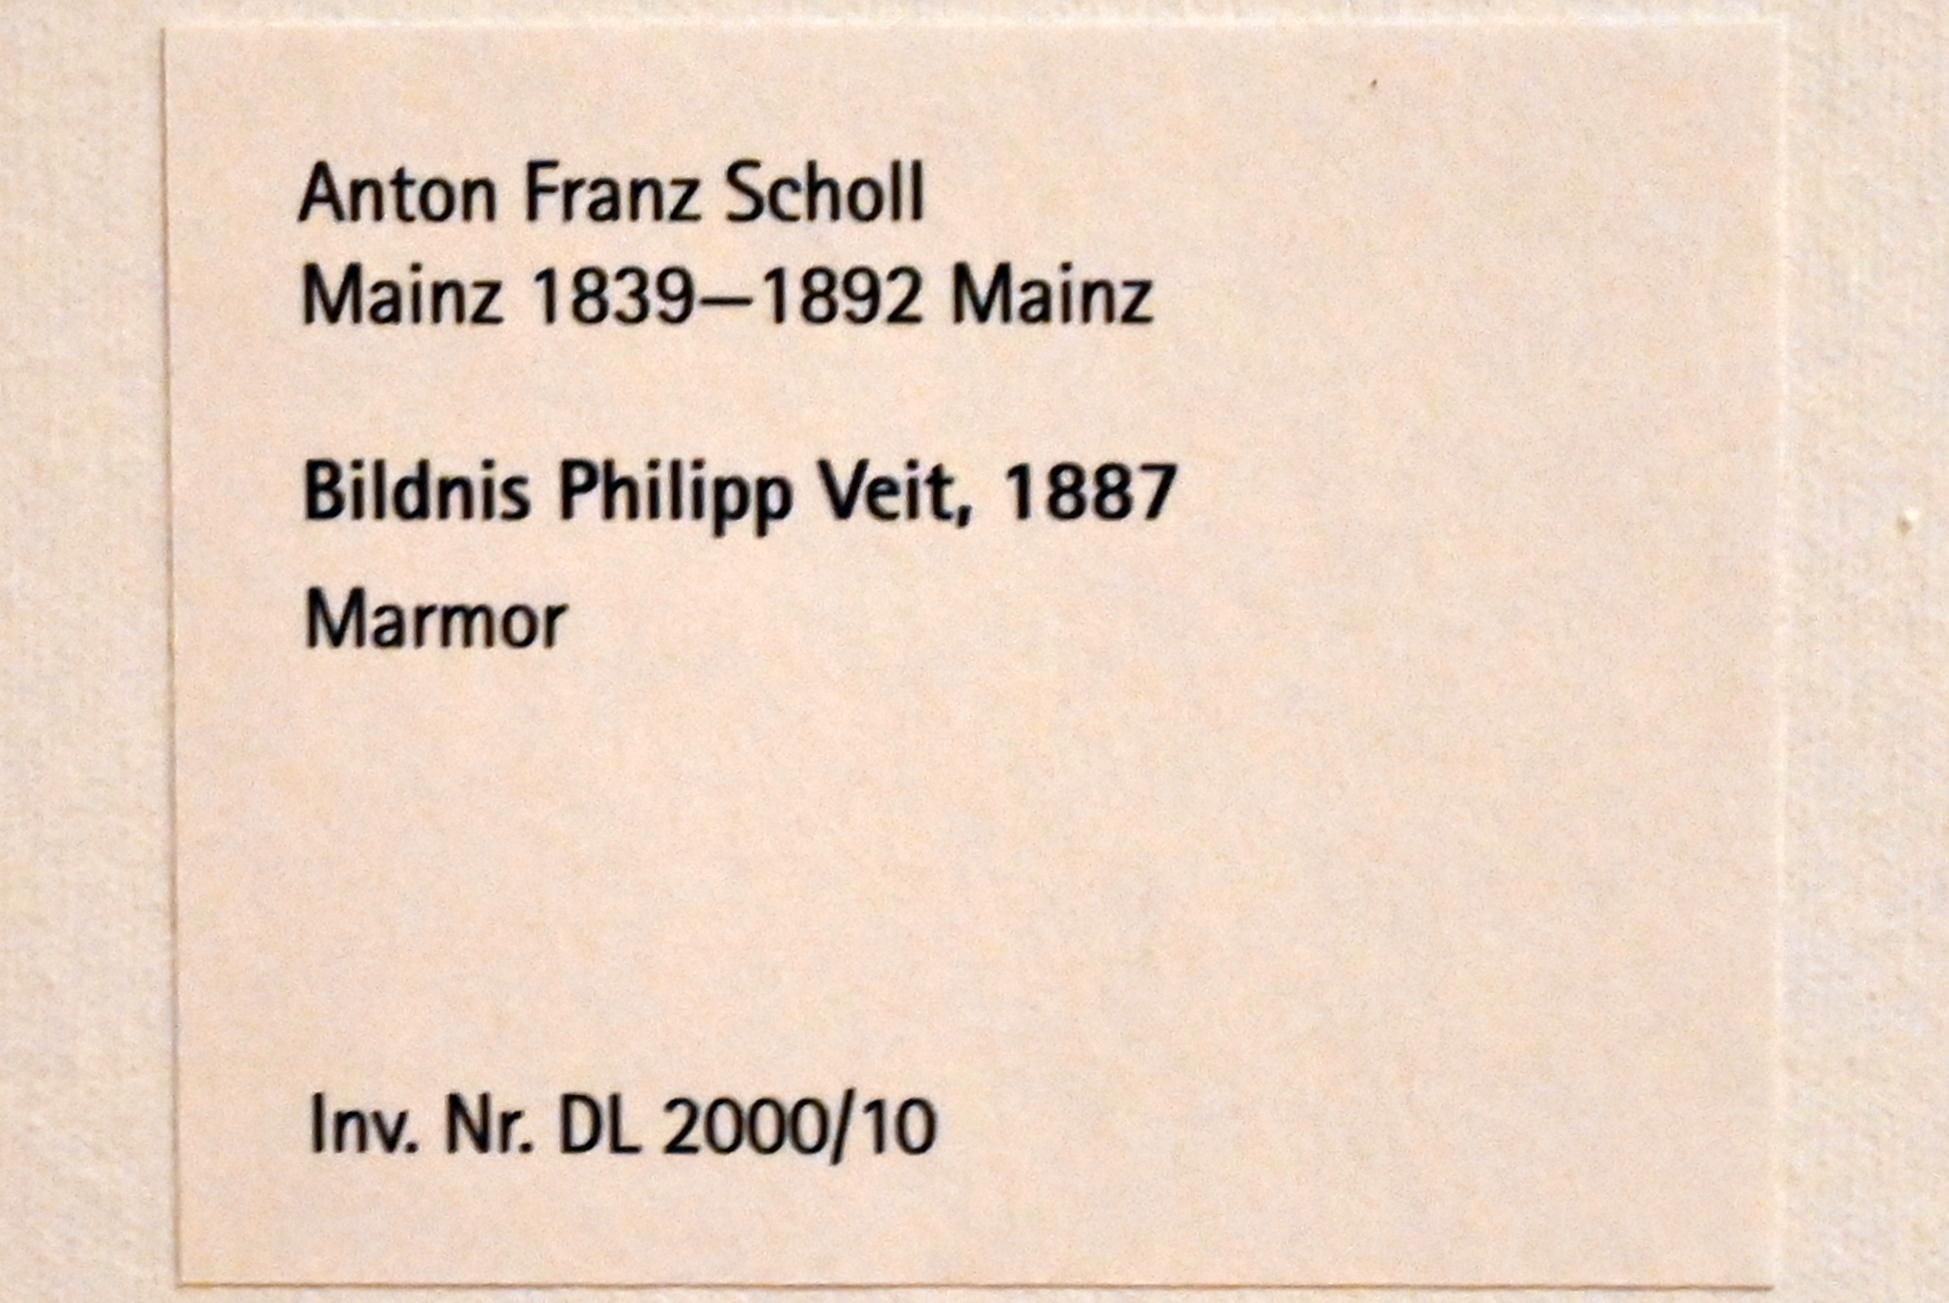 Anton Franz Scholl
Mainz 1839—1892 Mainz
Bildnis Philipp Veit, 1887
Marmor
Inv. Nr. DL 2000/10